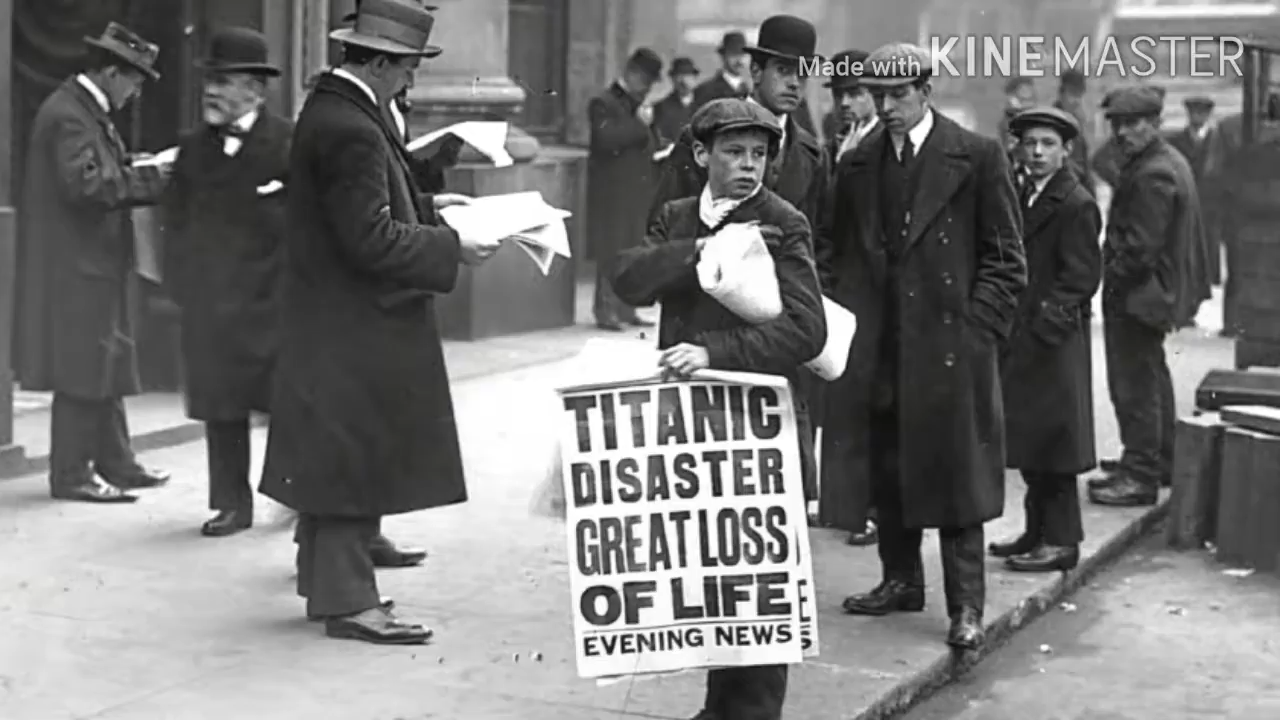 Made with KINEMASTER
TITANIC
DISASTER
GREAT LOSS
OF LIFE
EVENING NEWS
E
S